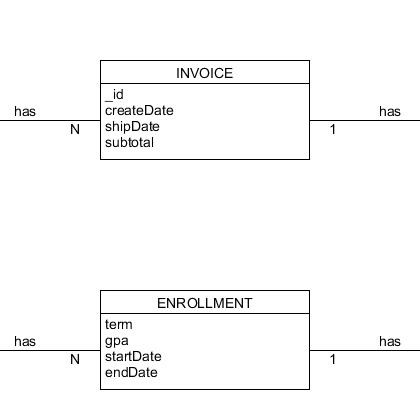 INVOICE
_id
createDate
shipDate
subtotal
has
N
1
has
ENROLLMENT
term
gpa
startDate
endDate
has
N
1
has